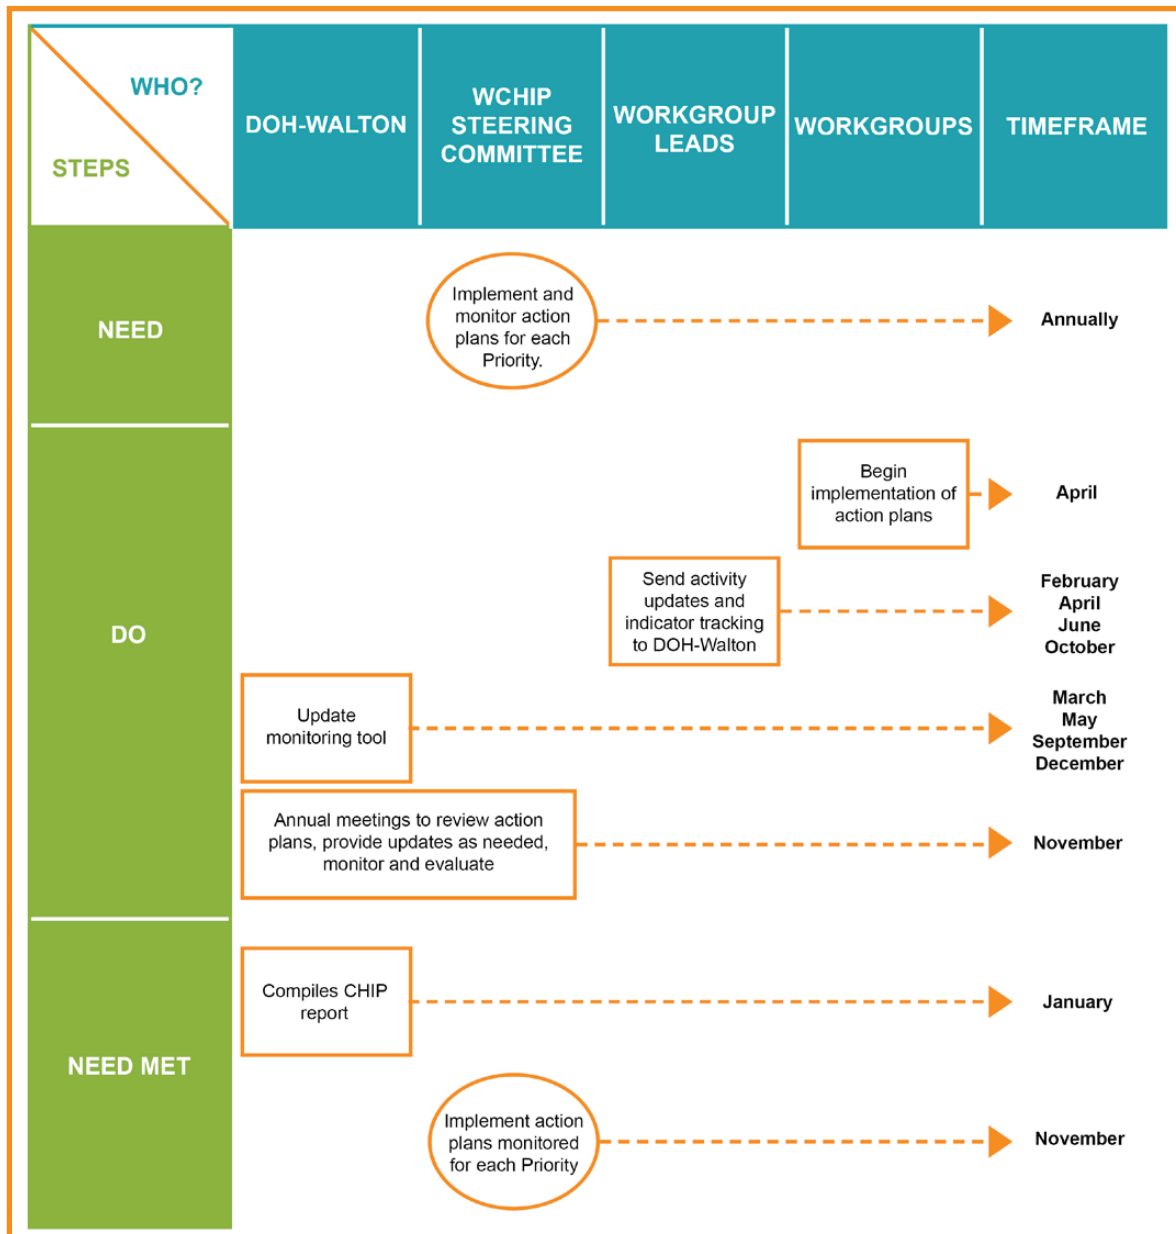 WHO?
STEPS
DOH-WALTON
WCHIP
STEERING
COMMITTEE
WORKGROUP
LEADS
WORKGROUPS
TIMEFRAME
NEED
Implement and
monitor action
plans for each
Priority.
Annually
DO
Begin
implementation of
action plans
April
Send activity
updates and
indicator tracking
to DOH-Walton
February
April
June
October
Update
monitoring tool
March
May
September
December
Annual meetings to review action
plans, provide updates as needed,
monitor and evaluate
November
NEED MET
Compiles CHIP
report
January
Implement action
plans monitored
for each Priority
November